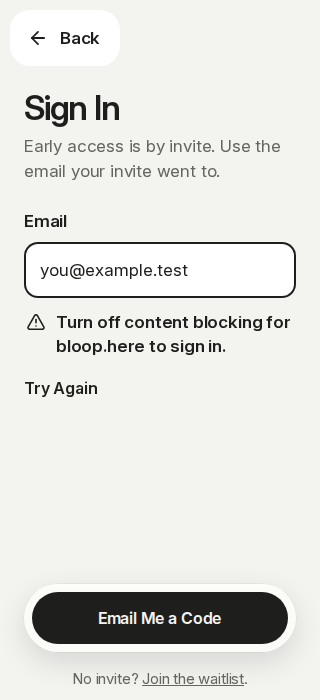 Back
Sign In
Early access is by invite. Use the
email your invite went to.
Email
you@example.test
Turn off content blocking for
bloop.here to sign in.
Try Again
Email Me a Code
No invite? Join the waitlist.